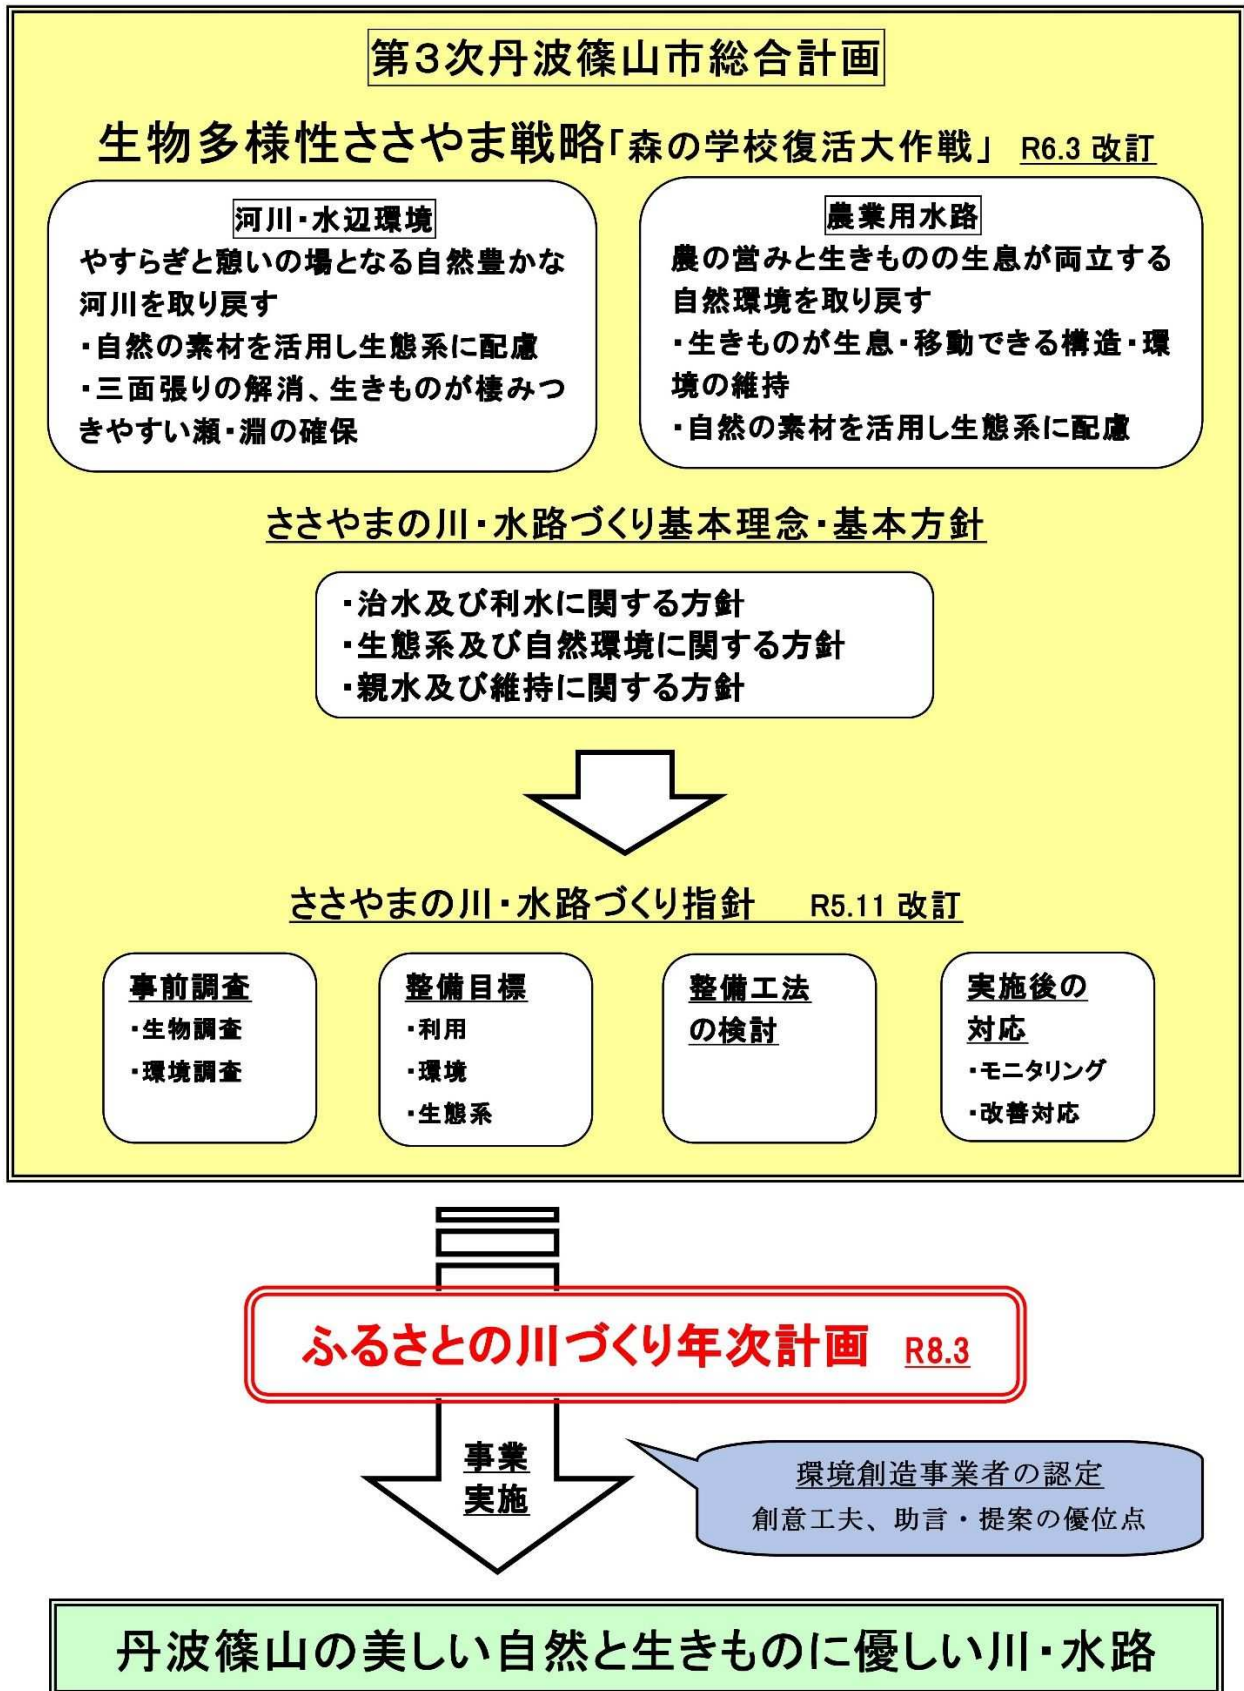 第3次丹波篠山市総合計画
生物多様性ささやま戦略「森の学校復活大作戦」 R6.3 改訂
河川・水辺環境
やすらぎと憩いの場となる自然豊かな
河川を取り戻す
・自然の素材を活用し生態系に配慮
・三面張りの解消、生きものが棲みつ
きやすい瀬・淵の確保
農業用水路
農の営みと生きものの生息が両立する
自然環境を取り戻す
・生きものが生息・移動できる構造・環
境の維持
・自然の素材を活用し生態系に配慮
ささやまの川・水路づくり基本理念・基本方針
・治水及び利水に関する方針
・生態系及び自然環境に関する方針
・親水及び維持に関する方針
ささやまの川・水路づくり指針 R5.11 改訂
事前調査
・生物調査
・環境調査
整備目標
・利用
・環境
・生態系
整備工法
の検討
実施後の
対応
・モニタリング
・改善対応
ふるさとの川づくり年次計画 R8.3
事業
実施
環境創造事業者の認定
創意工夫、助言・提案の優位点
丹波篠山の美しい自然と生きものに優しい川・水路